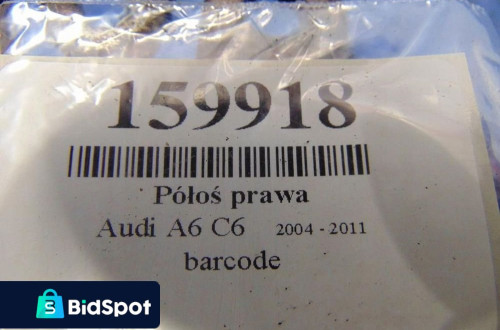 159918
Półoś prawa
Audi A6 C6 2004 - 2011
barcode
BidSpot